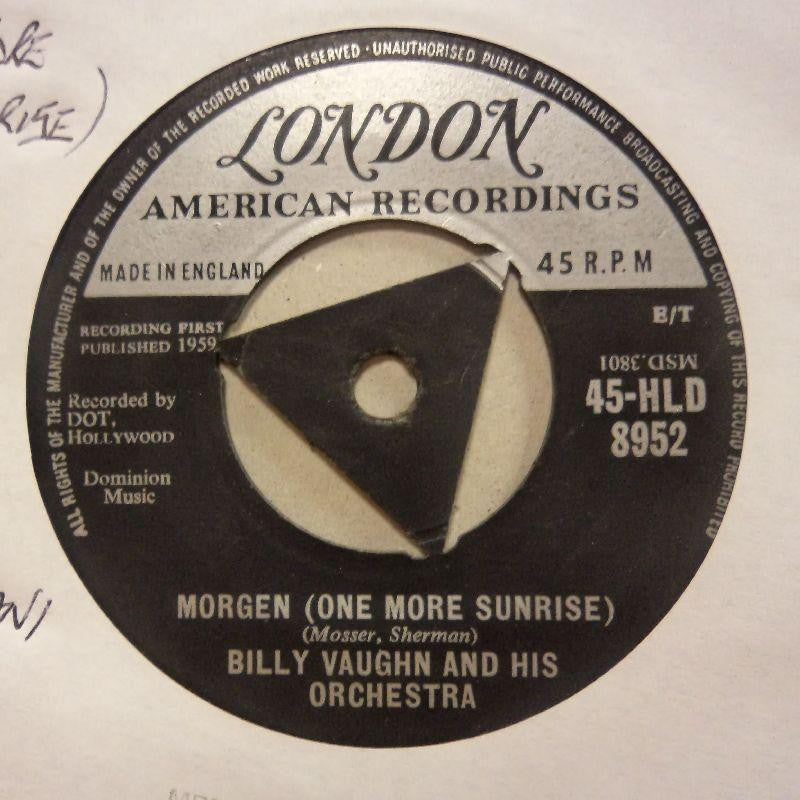 ALL RIGHTS OF THE MANUFACTURER AND OF THE OWNER OF THE RECORDED WORK RESERVED · UNAUTHORISED PUBLIC PERFORMANCE BROADCASTING AND COPYING OF THIS RECORD PROHIBITED
LONDON
AMERICAN RECORDINGS
MADE IN ENGLAND
45 R.P.M
RECORDING FIRST
PUBLISHED 1959
E/T
MSD.3801
Recorded by
DOT,
HOLLYWOOD
45-HLD
8952
Dominion
Music
MORGEN (ONE MORE SUNRISE)
(Mosser, Sherman)
BILLY VAUGHN AND HIS
ORCHESTRA